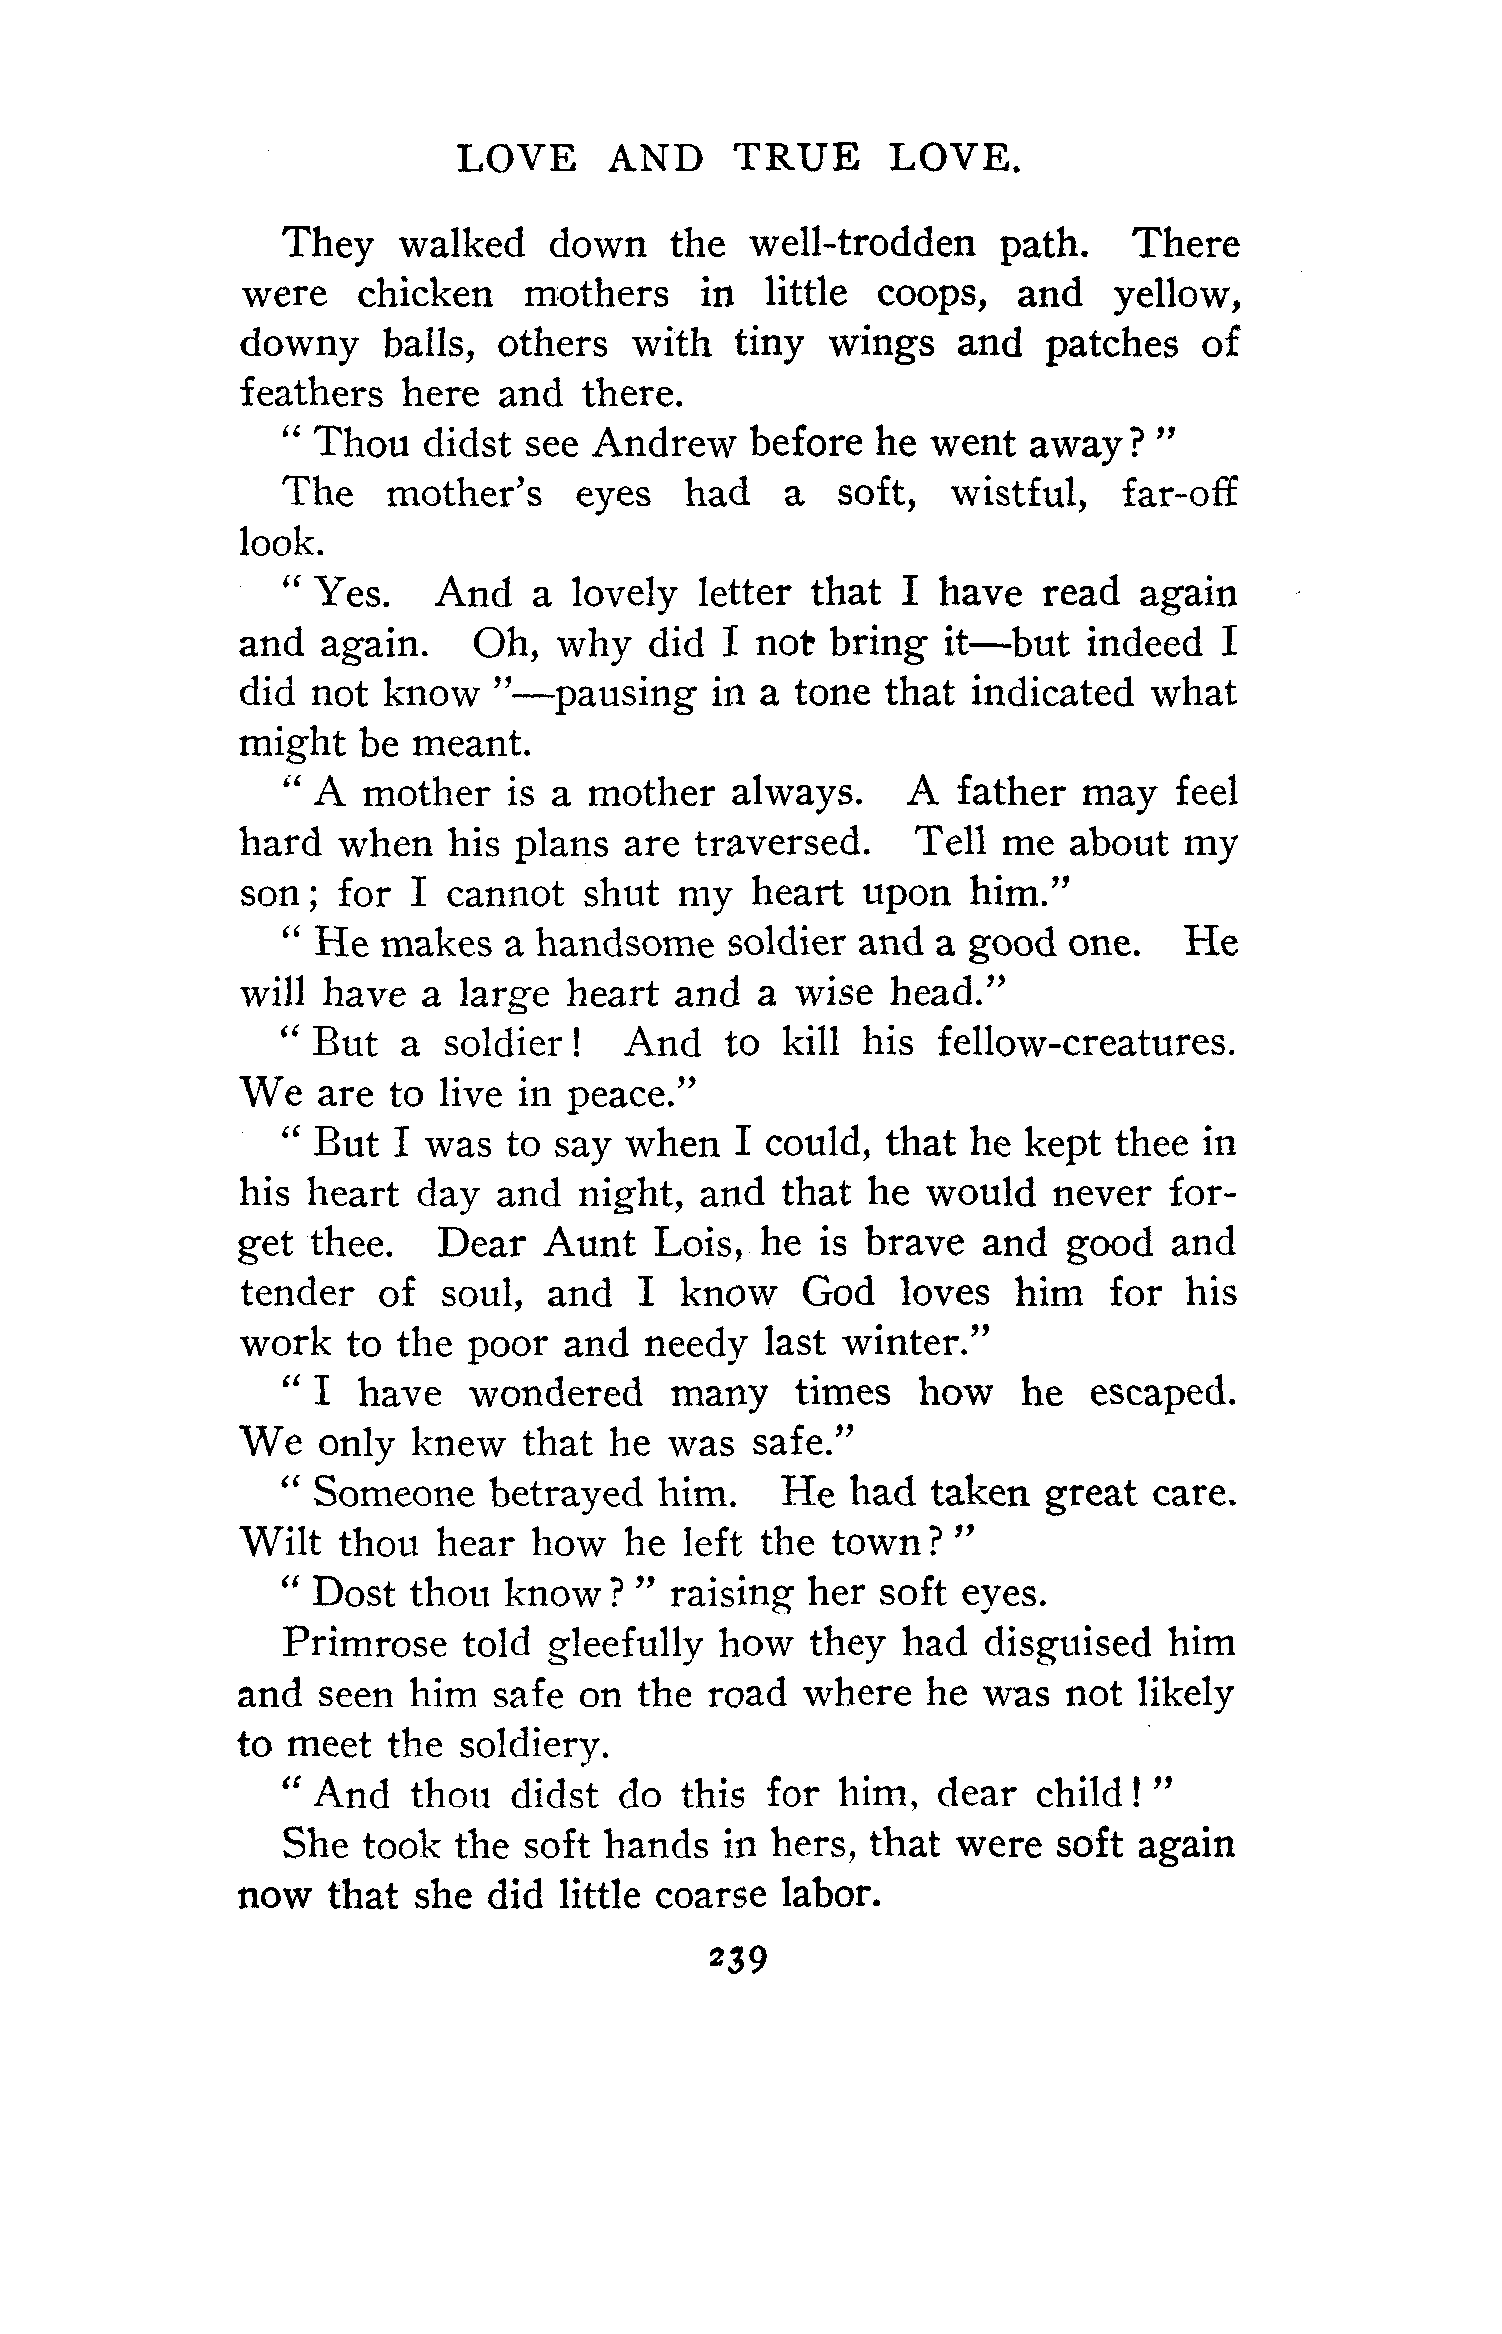 LOVE AND TRUE LOVE.
They walked down the well-trodden path. There
were chicken mothers in little coops, and yellow,
downy balls, others with tiny wings and patches of
feathers here and there.
“ Thou didst see Andrew before he went away? ”
The mother’s eyes had a soft, wistful, far-off
look.
“ Yes. And a lovely letter that I have read again
and again. Oh, why did I not bring it—but indeed I
did not know ”—pausing in a tone that indicated what
might be meant.
“ A mother is a mother always. A father may feel
hard when his plans are traversed. Tell me about my
son ; for I cannot shut my heart upon him.”
“ He makes a handsome soldier and a good one. He
will have a large heart and a wise head.”
“ But a soldier ! And to kill his fellow-creatures.
We are to live in peace.”
“ But I was to say when I could, that he kept thee in
his heart day and night, and that he would never for-
get thee. Dear Aunt Lois, he is brave and good and
tender of soul, and I know God loves him for his
work to the poor and needy last winter.”
“ I have wondered many times how he escaped.
We only knew that he was safe.”
“ Someone betrayed him. He had taken great care.
Wilt thou hear how he left the town? ”
“ Dost thou know ? ” raising her soft eyes.
Primrose told gleefully how they had disguised him
and seen him safe on the road where he was not likely
to meet the soldiery.
“ And thou didst do this for him, dear child ! ”
She took the soft hands in hers, that were soft again
now that she did little coarse labor.
239